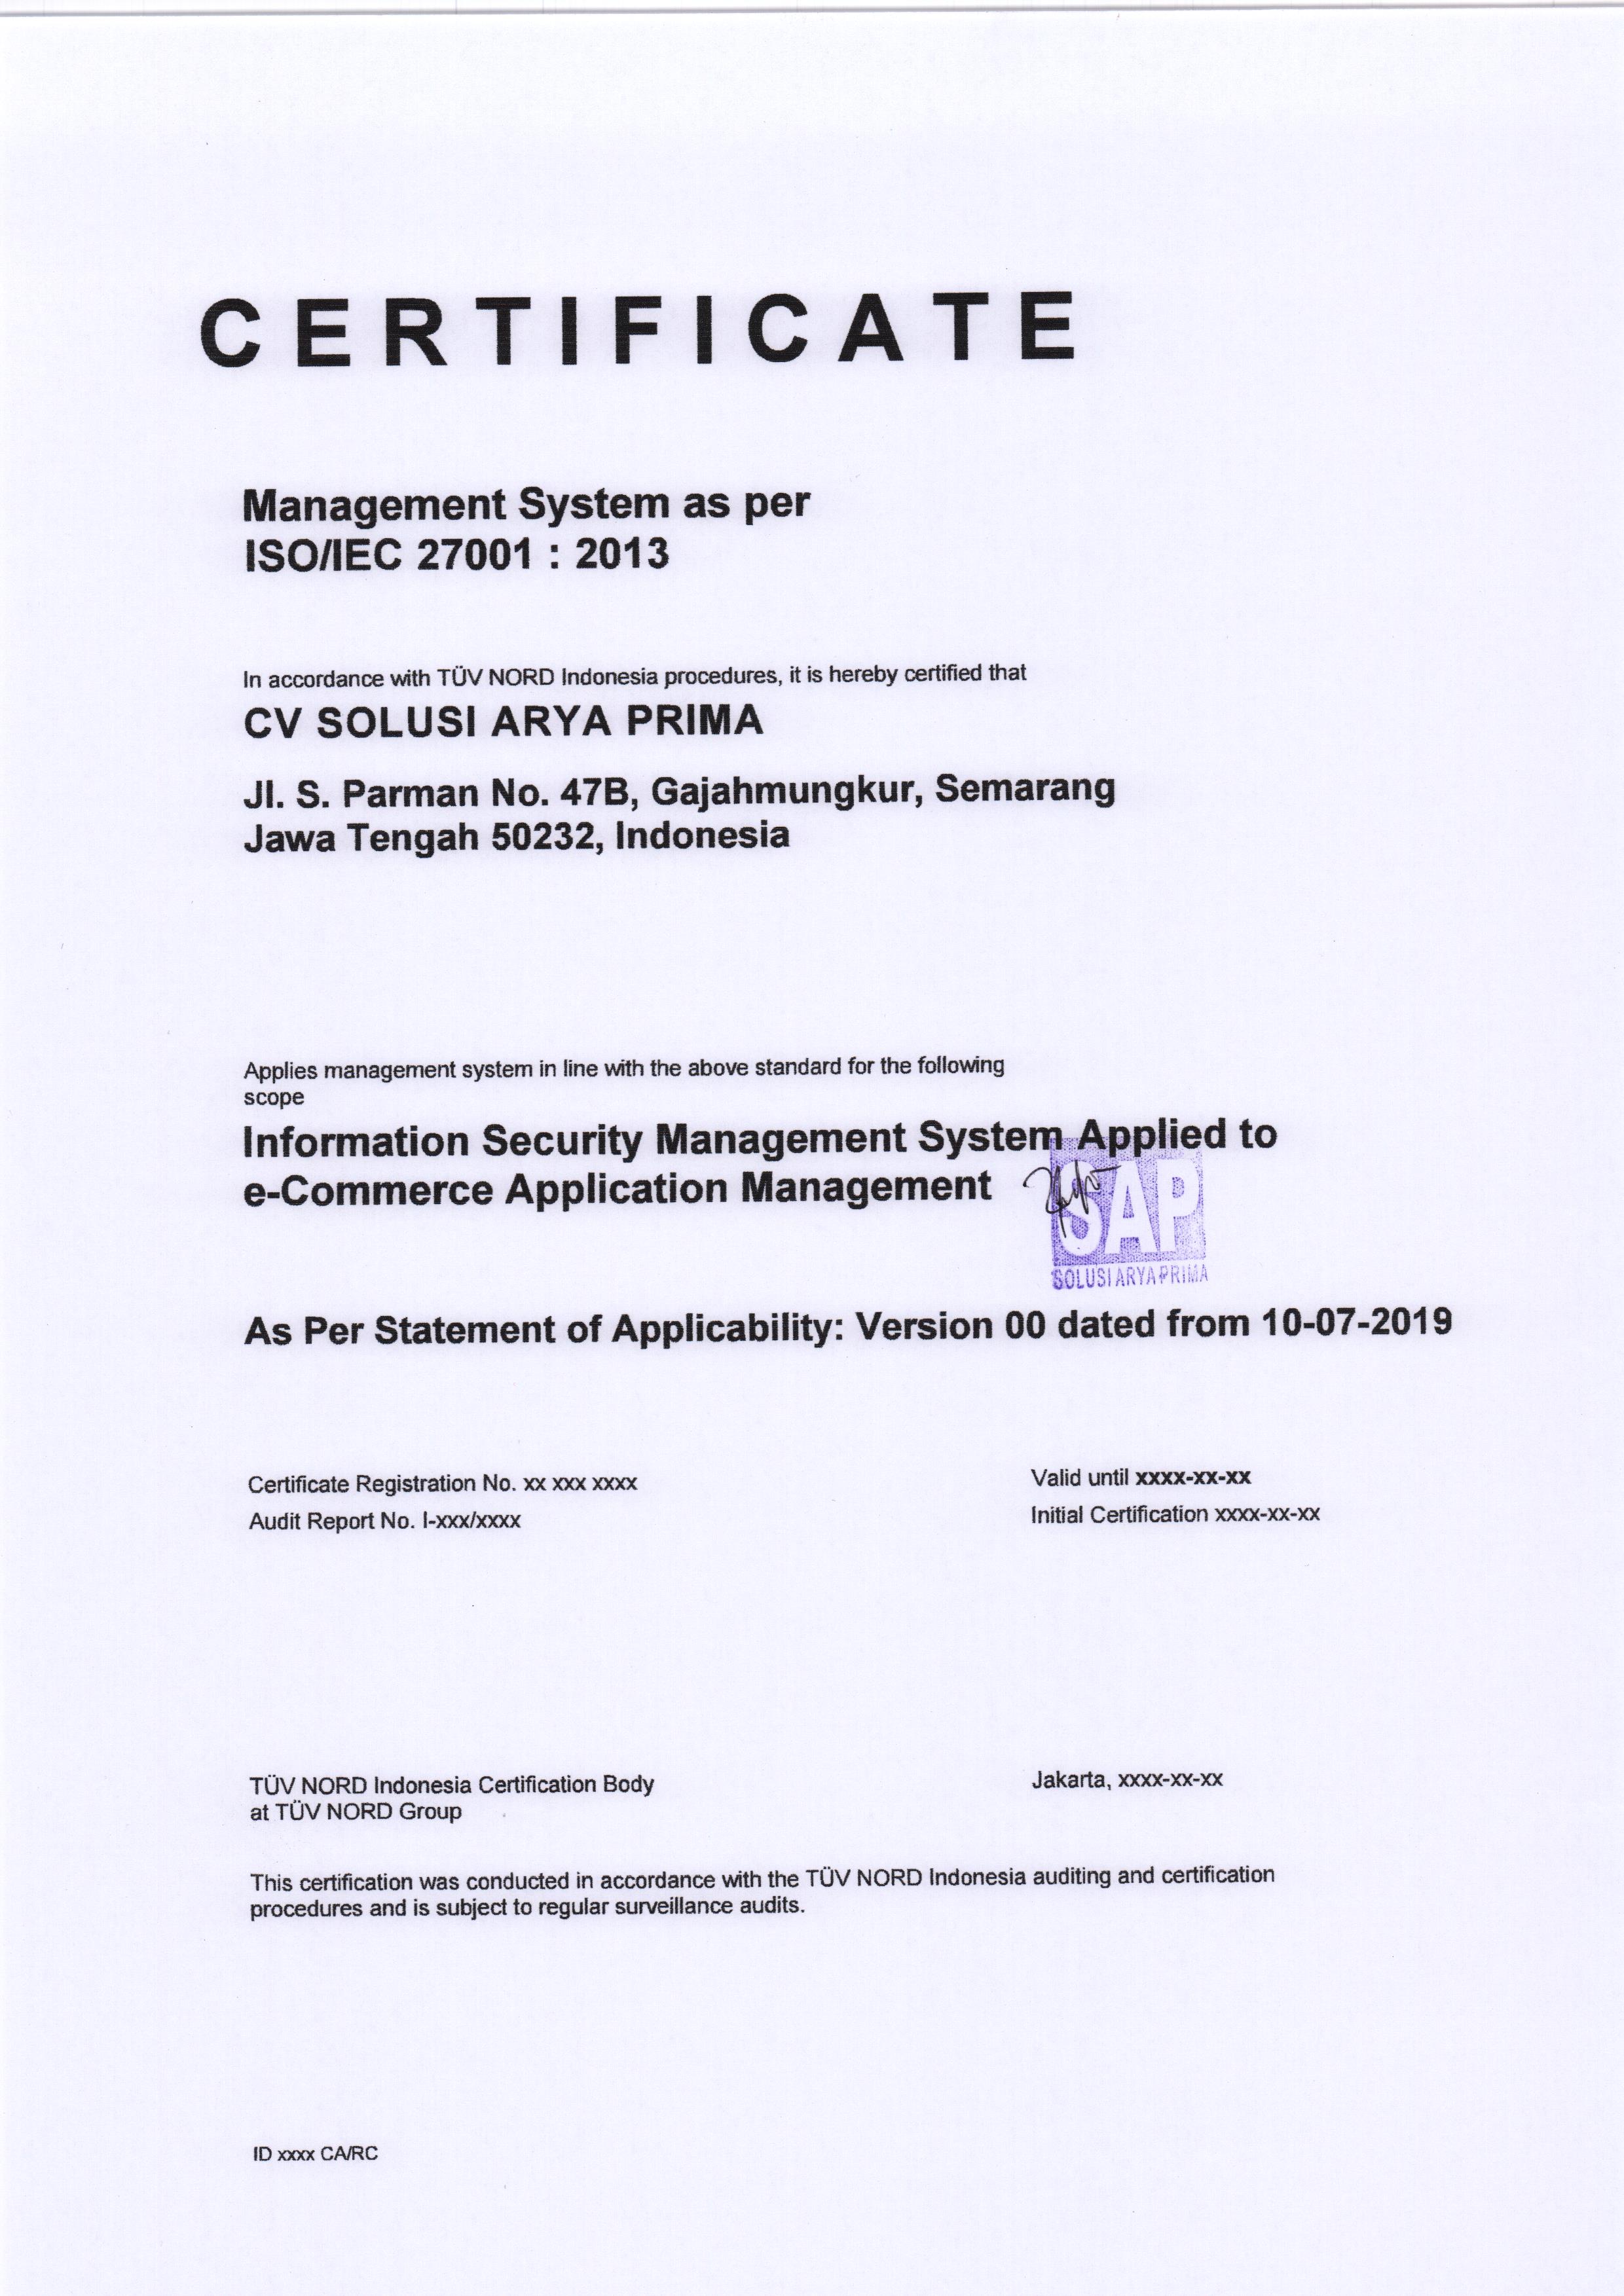 CERTIFICATE
Management System as per
ISO/IEC 27001 : 2013
In accordance with TÜV NORD Indonesia procedures, it is hereby certified that
CV SOLUSI ARYA PRIMA
Jl. S. Parman No. 47B, Gajahmungkur, Semarang
Jawa Tengah 50232, Indonesia
Applies management system in line with the above standard for the following
scope
Information Security Management System Applied to
e-Commerce Application Management
SAP
SOLUSI ARYA PRIMA
As Per Statement of Applicability: Version 00 dated from 10-07-2019
Certificate Registration No. xx xxx xxxx
Valid until xxxx-xx-xx
Audit Report No. I-xxx/xxxx
Initial Certification xxxx-xx-xx
TÜV NORD Indonesia Certification Body
at TÜV NORD Group
Jakarta, xxxx-xx-xx
This certification was conducted in accordance with the TÜV NORD Indonesia auditing and certification
procedures and is subject to regular surveillance audits.
ID xxxx CA/RC